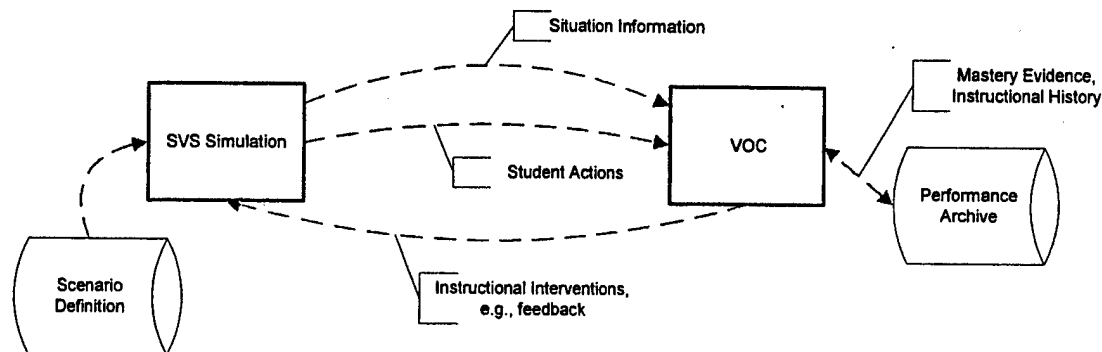 Situation Information
Mastery Evidence,
Instructional History
SVS Simulation
VOC
Student Actions
Performance
Archive
Scenario
Definition
Instructional Interventions,
e.g., feedback